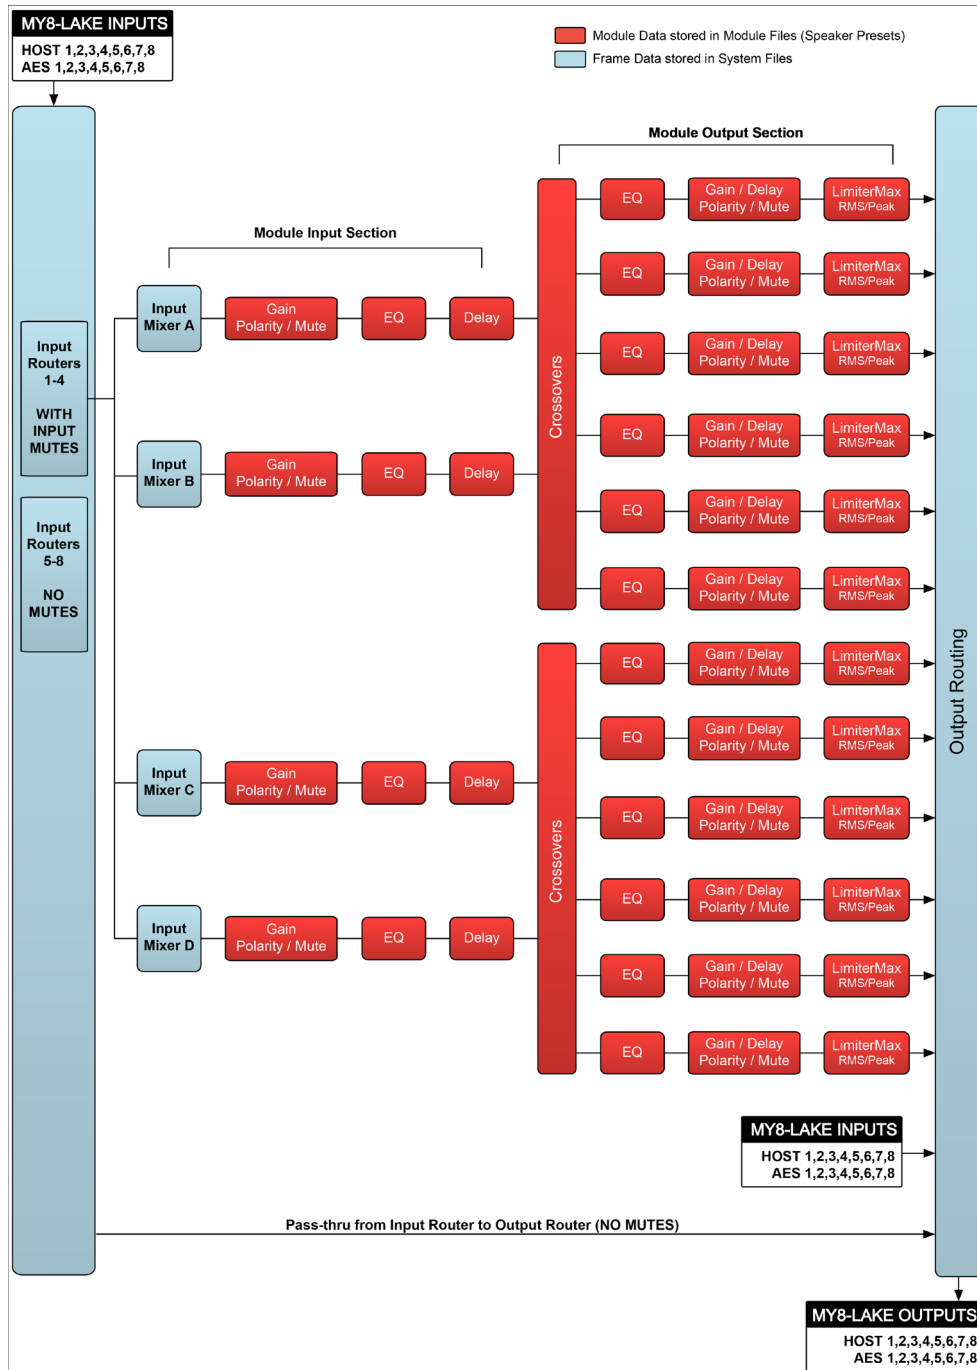 MY8-LAKE INPUTS
HOST 1,2,3,4,5,6,7,8
AES 1,2,3,4,5,6,7,8
Module Data stored in Module Files (Speaker Presets)
Frame Data stored in System Files
Module Output Section
Module Input Section
Input
Routers
1-4
WITH
INPUT
MUTES
Input
Routers
5-8
NO
MUTES
Input
Mixer A
Gain
Polarity / Mute
EQ
Delay
Input
Mixer B
Gain
Polarity / Mute
EQ
Delay
Input
Mixer C
Gain
Polarity / Mute
EQ
Delay
Input
Mixer D
Gain
Polarity / Mute
EQ
Delay
Crossovers
EQ
Gain / Delay
Polarity / Mute
LimiterMax
RMS/Peak
EQ
Gain / Delay
Polarity / Mute
LimiterMax
RMS/Peak
EQ
Gain / Delay
Polarity / Mute
LimiterMax
RMS/Peak
EQ
Gain / Delay
Polarity / Mute
LimiterMax
RMS/Peak
EQ
Gain / Delay
Polarity / Mute
LimiterMax
RMS/Peak
EQ
Gain / Delay
Polarity / Mute
LimiterMax
RMS/Peak
Crossovers
EQ
Gain / Delay
Polarity / Mute
LimiterMax
RMS/Peak
EQ
Gain / Delay
Polarity / Mute
LimiterMax
RMS/Peak
EQ
Gain / Delay
Polarity / Mute
LimiterMax
RMS/Peak
EQ
Gain / Delay
Polarity / Mute
LimiterMax
RMS/Peak
EQ
Gain / Delay
Polarity / Mute
LimiterMax
RMS/Peak
EQ
Gain / Delay
Polarity / Mute
LimiterMax
RMS/Peak
Output Routing
MY8-LAKE INPUTS
HOST 1,2,3,4,5,6,7,8
AES 1,2,3,4,5,6,7,8
Pass-thru from Input Router to Output Router (NO MUTES)
MY8-LAKE OUTPUTS
HOST 1,2,3,4,5,6,7,8
AES 1,2,3,4,5,6,7,8